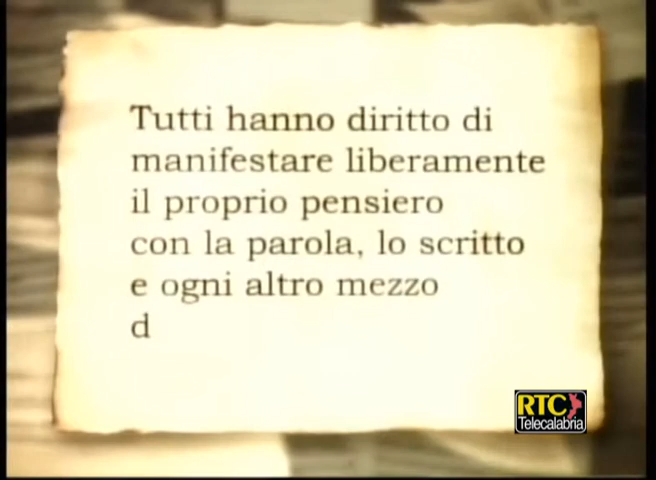 Tutti hanno diritto di
manifestare liberamente
il proprio pensiero
con la parola, lo scritto
e ogni altro mezzo
d
RTC
Telecalabria